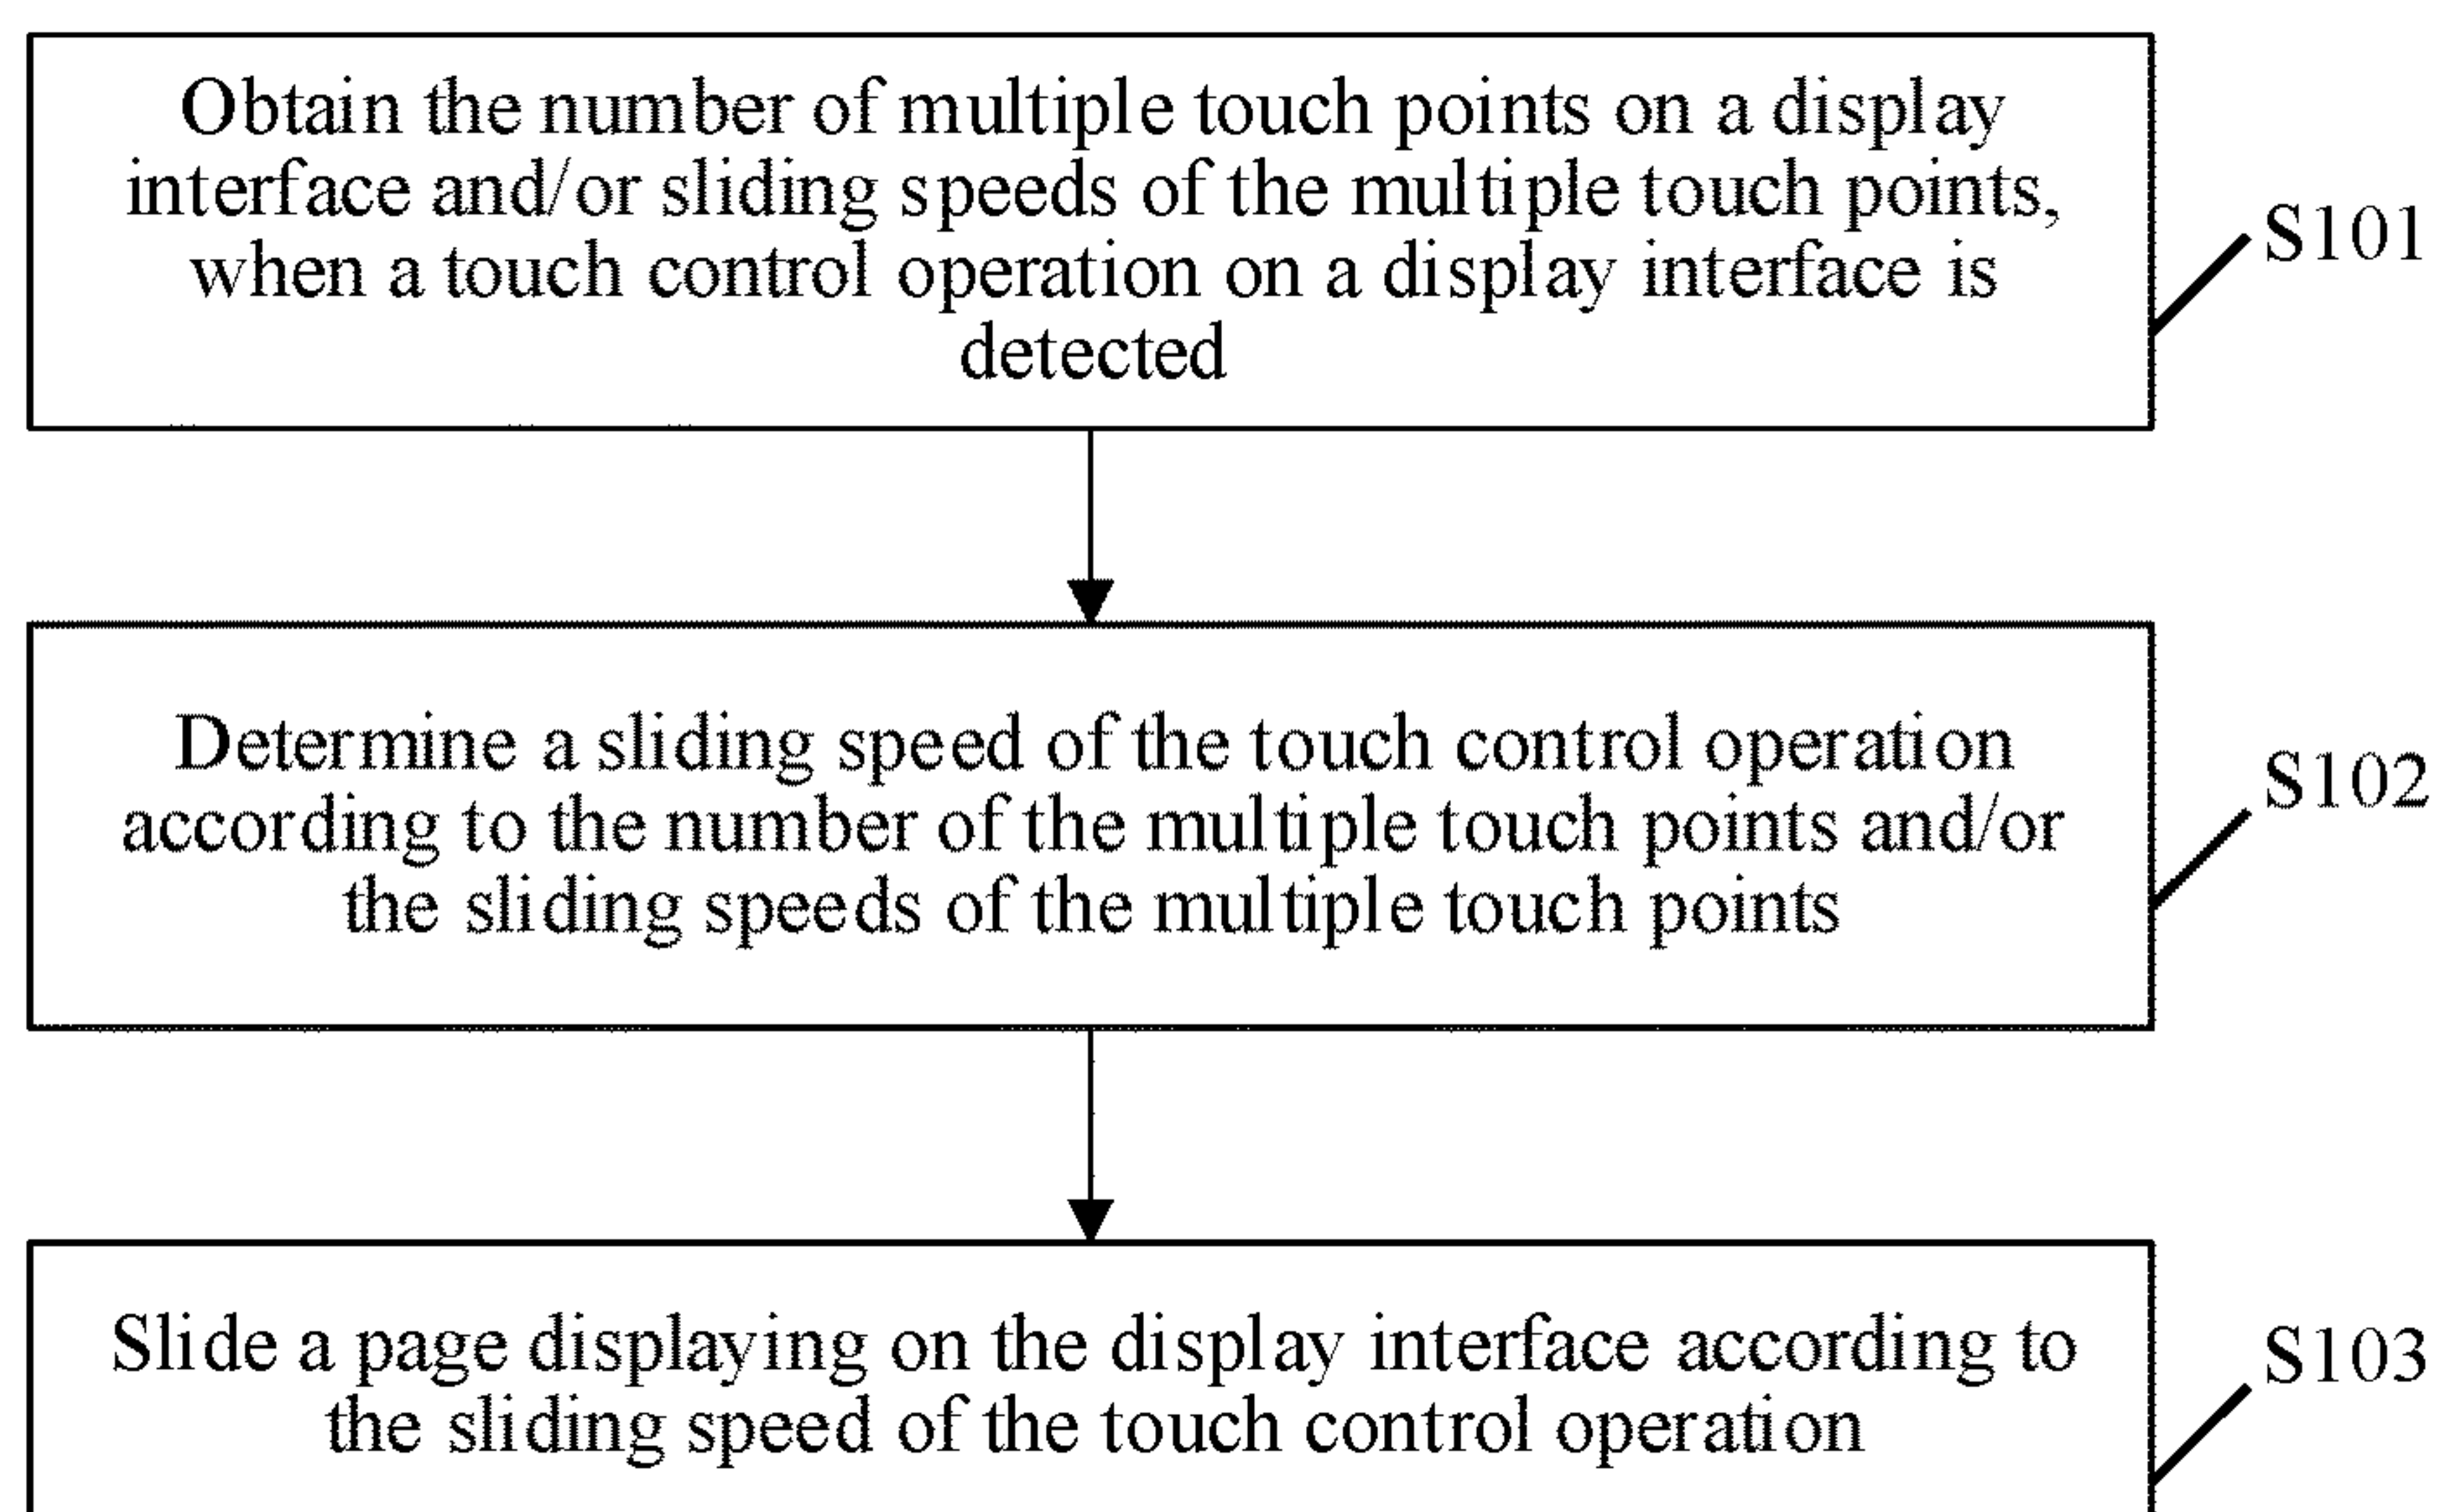 Obtain the number of multiple touch points on a display
interface and/or sliding speeds of the multiple touch points,
when a touch control operation on a display interface is
detected
S101
Determine a sliding speed of the touch control operation
according to the number of the multiple touch points and/or
the sliding speeds of the multiple touch points
S102
Slide a page displaying on the display interface according to
the sliding speed of the touch control operation
S103